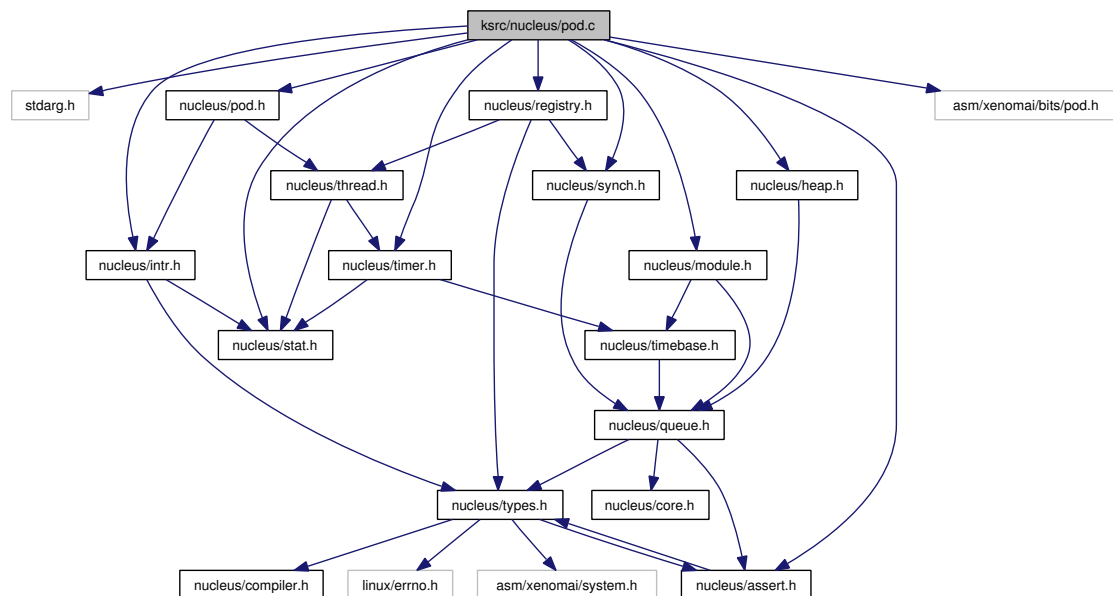 ksrc/nucleus/pod.c
stdarg.h
nucleus/pod.h
nucleus/registry.h
asm/xenomai/bits/pod.h
nucleus/thread.h
nucleus/synch.h
nucleus/heap.h
nucleus/intr.h
nucleus/timer.h
nucleus/module.h
nucleus/stat.h
nucleus/timebase.h
nucleus/queue.h
nucleus/types.h
nucleus/core.h
nucleus/compiler.h
linux/errno.h
asm/xenomai/system.h
nucleus/assert.h